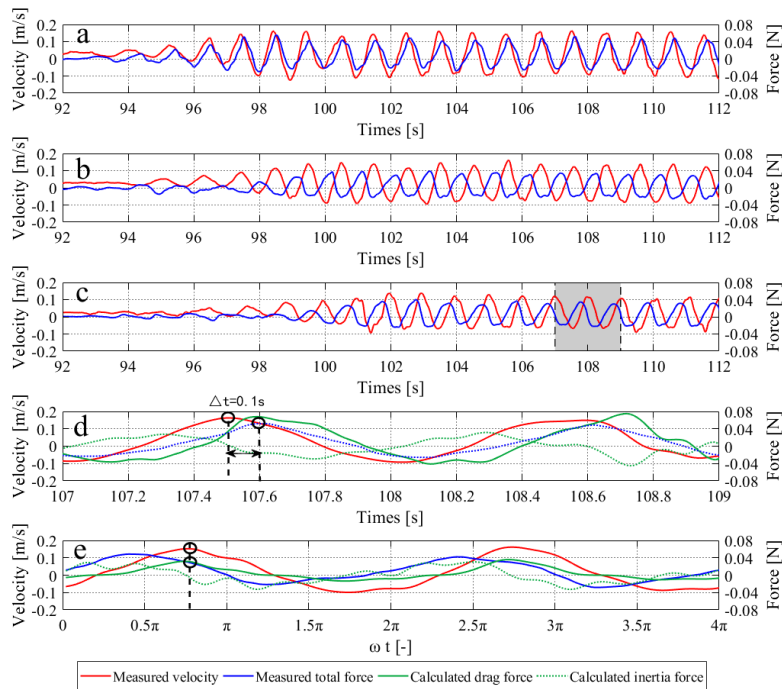 a
Velocity [m/s]
0.2
0.1
0
-0.1
-0.2
Force [N]
0.08
0.04
0
-0.04
-0.08
92 94 96 98 100 102 104 106 108 110 112
Times [s]
b
Velocity [m/s]
0.2
0.1
0
-0.1
-0.2
Force [N]
0.08
0.04
0
-0.04
-0.08
92 94 96 98 100 102 104 106 108 110 112
Times [s]
c
Velocity [m/s]
0.2
0.1
0
-0.1
-0.2
Force [N]
0.08
0.04
0
-0.04
-0.08
92 94 96 98 100 102 104 106 108 110 112
Times [s]
d
△t=0.1s
Velocity [m/s]
0.2
0.1
0
-0.1
-0.2
Force [N]
0.08
0.04
0
-0.04
-0.08
107 107.2 107.4 107.6 107.8 108 108.2 108.4 108.6 108.8 109
Times [s]
e
Velocity [m/s]
0.2
0.1
0
-0.1
-0.2
Force [N]
0.08
0.04
0
-0.04
-0.08
0 0.5π π 1.5π 2π 2.5π 3π 3.5π 4π
ω t [-]
Measured velocity Measured total force Calculated drag force Calculated inertia force